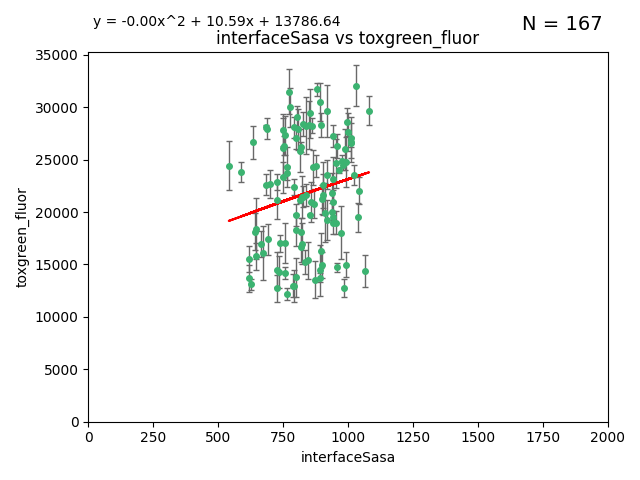 y = -0.00x^2 + 10.59x + 13786.64
N = 167
interfaceSasa vs toxgreen_fluor
35000
30000
25000
20000
15000
10000
5000
0
toxgreen_fluor
0 250 500 750 1000 1250 1500 1750 2000
interfaceSasa